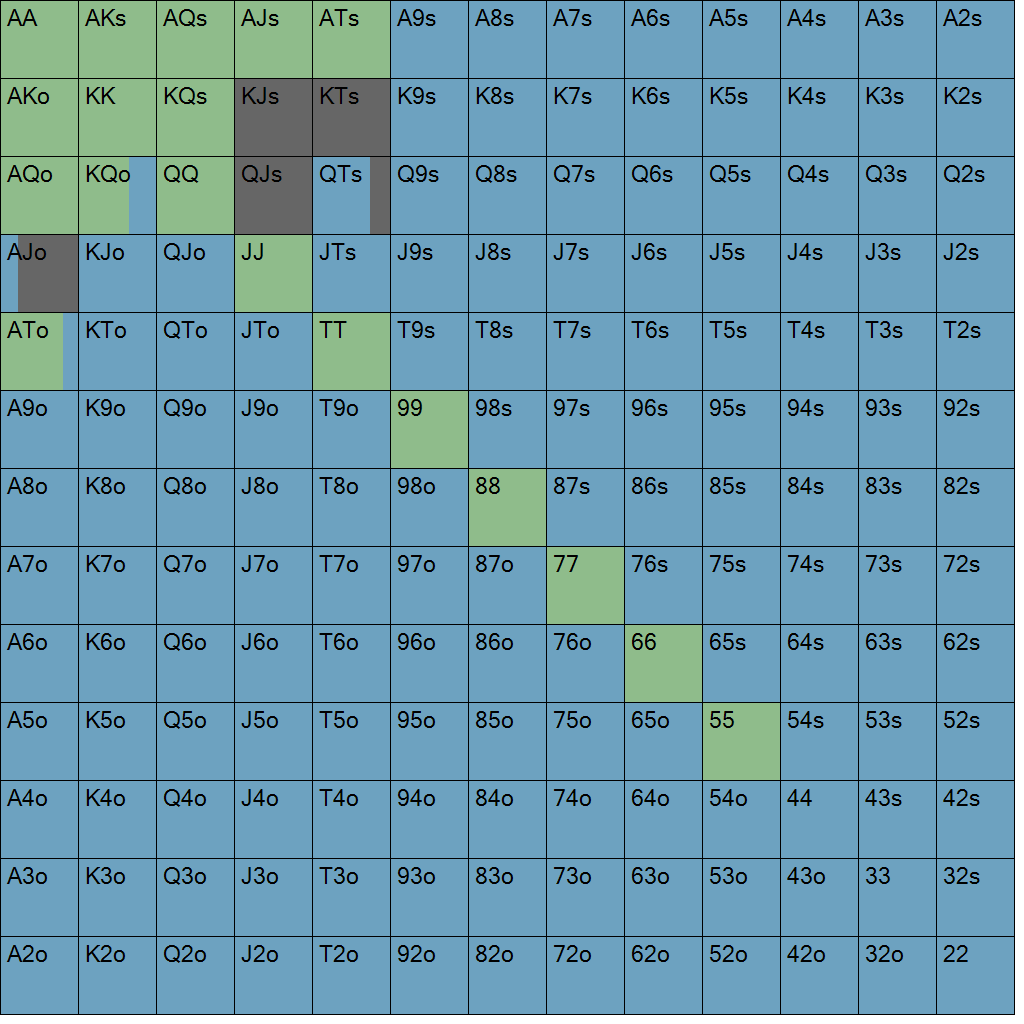 AA AKs AQs AJs ATs A9s A8s A7s A6s A5s A4s A3s A2s
AKo KK KQs KJs KTs K9s K8s K7s K6s K5s K4s K3s K2s
AQo KQo QQ QJs QTs Q9s Q8s Q7s Q6s Q5s Q4s Q3s Q2s
AJo KJo QJo JJ JTs J9s J8s J7s J6s J5s J4s J3s J2s
ATo KTo QTo JTo TT T9s T8s T7s T6s T5s T4s T3s T2s
A9o K9o Q9o J9o T9o 99 98s 97s 96s 95s 94s 93s 92s
A8o K8o Q8o J8o T8o 98o 88 87s 86s 85s 84s 83s 82s
A7o K7o Q7o J7o T7o 97o 87o 77 76s 75s 74s 73s 72s
A6o K6o Q6o J6o T6o 96o 86o 76o 66 65s 64s 63s 62s
A5o K5o Q5o J5o T5o 95o 85o 75o 65o 55 54s 53s 52s
A4o K4o Q4o J4o T4o 94o 84o 74o 64o 54o 44 43s 42s
A3o K3o Q3o J3o T3o 93o 83o 73o 63o 53o 43o 33 32s
A2o K2o Q2o J2o T2o 92o 82o 72o 62o 52o 42o 32o 22